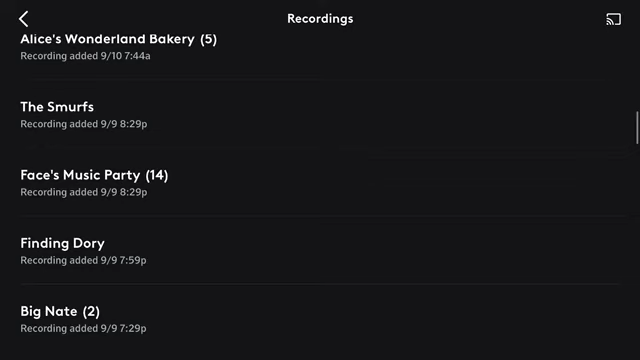 Recordings
Alice's Wonderland Bakery (5)
Recording added 9/10 7:44a
The Smurfs
Recording added 9/9 8:29p
Face's Music Party (14)
Recording added 9/9 8:29p
Finding Dory
Recording added 9/9 7:59p
Big Nate (2)
Recording added 9/9 7:29p